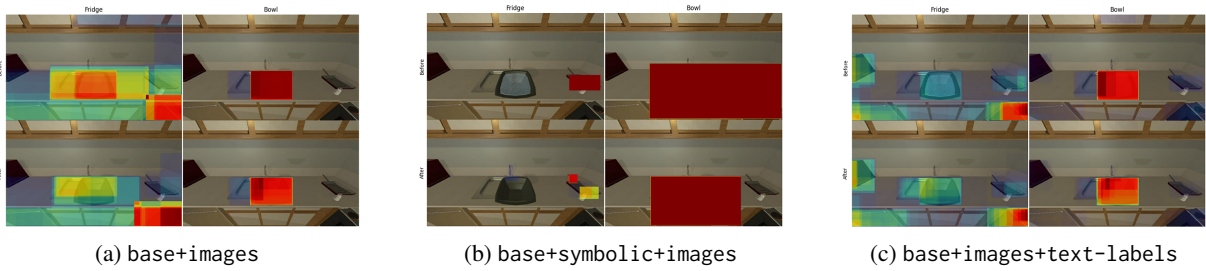 Fridge Bowl
Before
After
(a) base+images
Fridge Bowl
Before
After
(b) base+symbolic+images
Fridge Bowl
Before
After
(c) base+images+text-labels